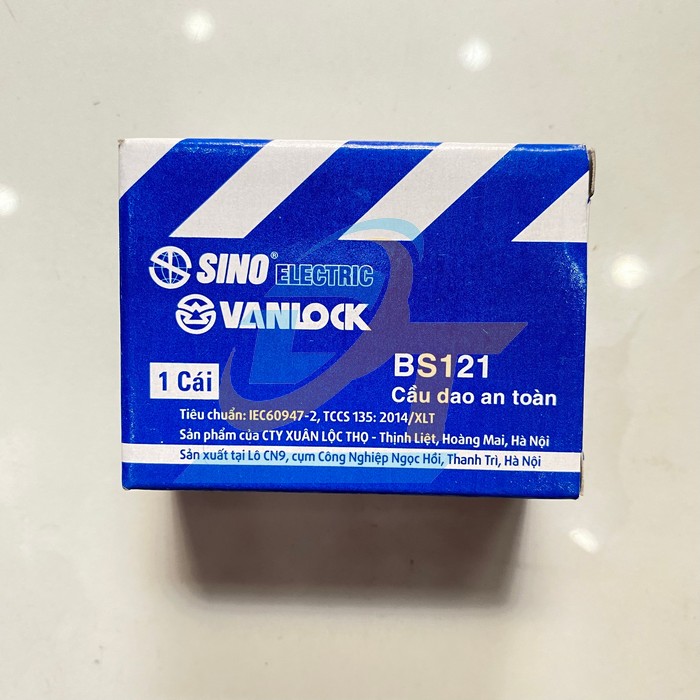 SINO® ELECTRIC
VANLOCK
1 Cái
BS121
Cầu dao an toàn
Tiêu chuẩn: IEC60947-2, TCCS 135: 2014/XLT
Sản phẩm của CTY XUÂN LỘC THỌ - Thịnh Liệt, Hoàng Mai, Hà Nội
Sản xuất tại Lô CN9, cụm Công Nghiệp Ngọc Hồi, Thanh Trì, Hà Nội